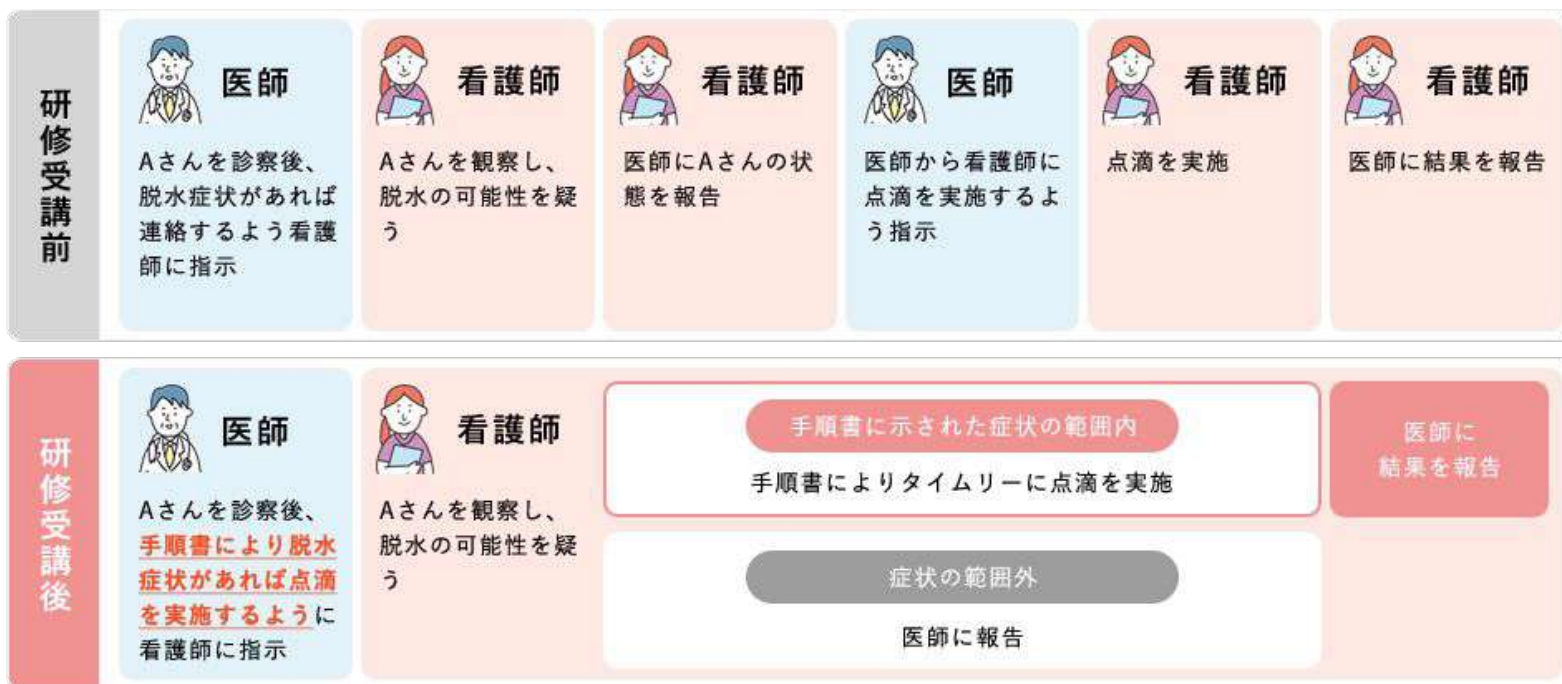 研修受講前
医師
Aさんを診察後、
脱水症状があれば
連絡するよう看護
師に指示
看護師
Aさんを観察し、
脱水の可能性を疑
う
看護師
医師にAさんの状
態を報告
医師
医師から看護師に
点滴を実施するよ
う指示
看護師
点滴を実施
看護師
医師に結果を報告
研修受講後
医師
Aさんを診察後、
手順書により脱水
症状があれば点滴
を実施するように
看護師に指示
看護師
Aさんを観察し、
脱水の可能性を疑
う
手順書に示された症状の範囲内
手順書によりタイムリーに点滴を実施
医師に
結果を報告
症状の範囲外
医師に報告